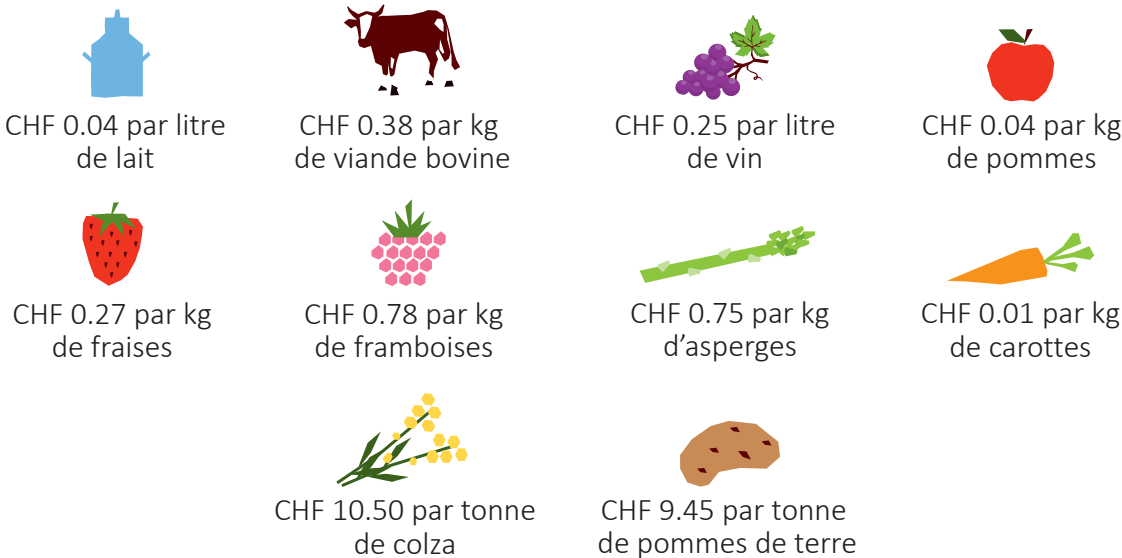 CHF 0.04 par litre
de lait
CHF 0.38 par kg
de viande bovine
CHF 0.25 par litre
de vin
CHF 0.04 par kg
de pommes
CHF 0.27 par kg
de fraises
CHF 0.78 par kg
de framboises
CHF 0.75 par kg
d’asperges
CHF 0.01 par kg
de carottes
CHF 10.50 par tonne
de colza
CHF 9.45 par tonne
de pommes de terre